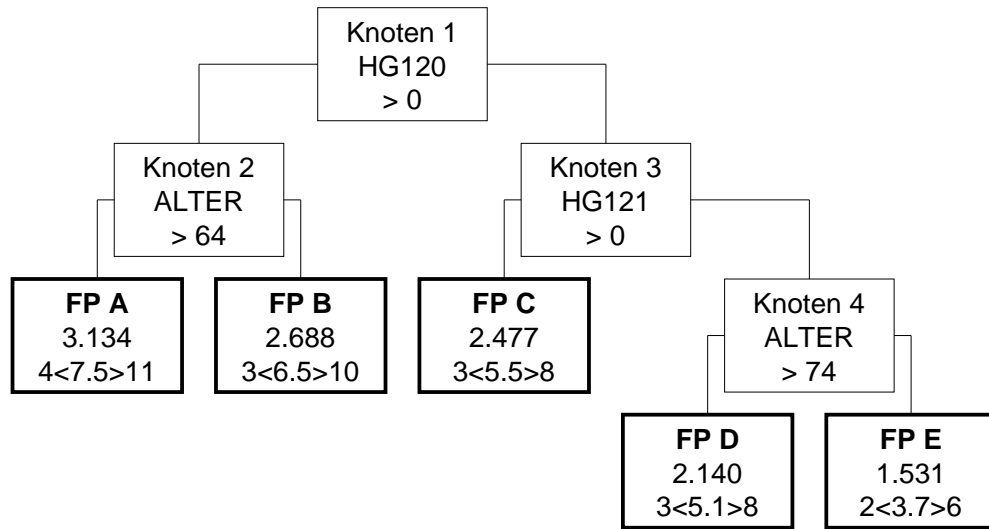 Knoten 1
HG120
> 0
Knoten 2
ALTER
> 64
Knoten 3
HG121
> 0
FP A
3.134
4<7.5>11
FP B
2.688
3<6.5>10
FP C
2.477
3<5.5>8
Knoten 4
ALTER
> 74
FP D
2.140
3<5.1>8
FP E
1.531
2<3.7>6